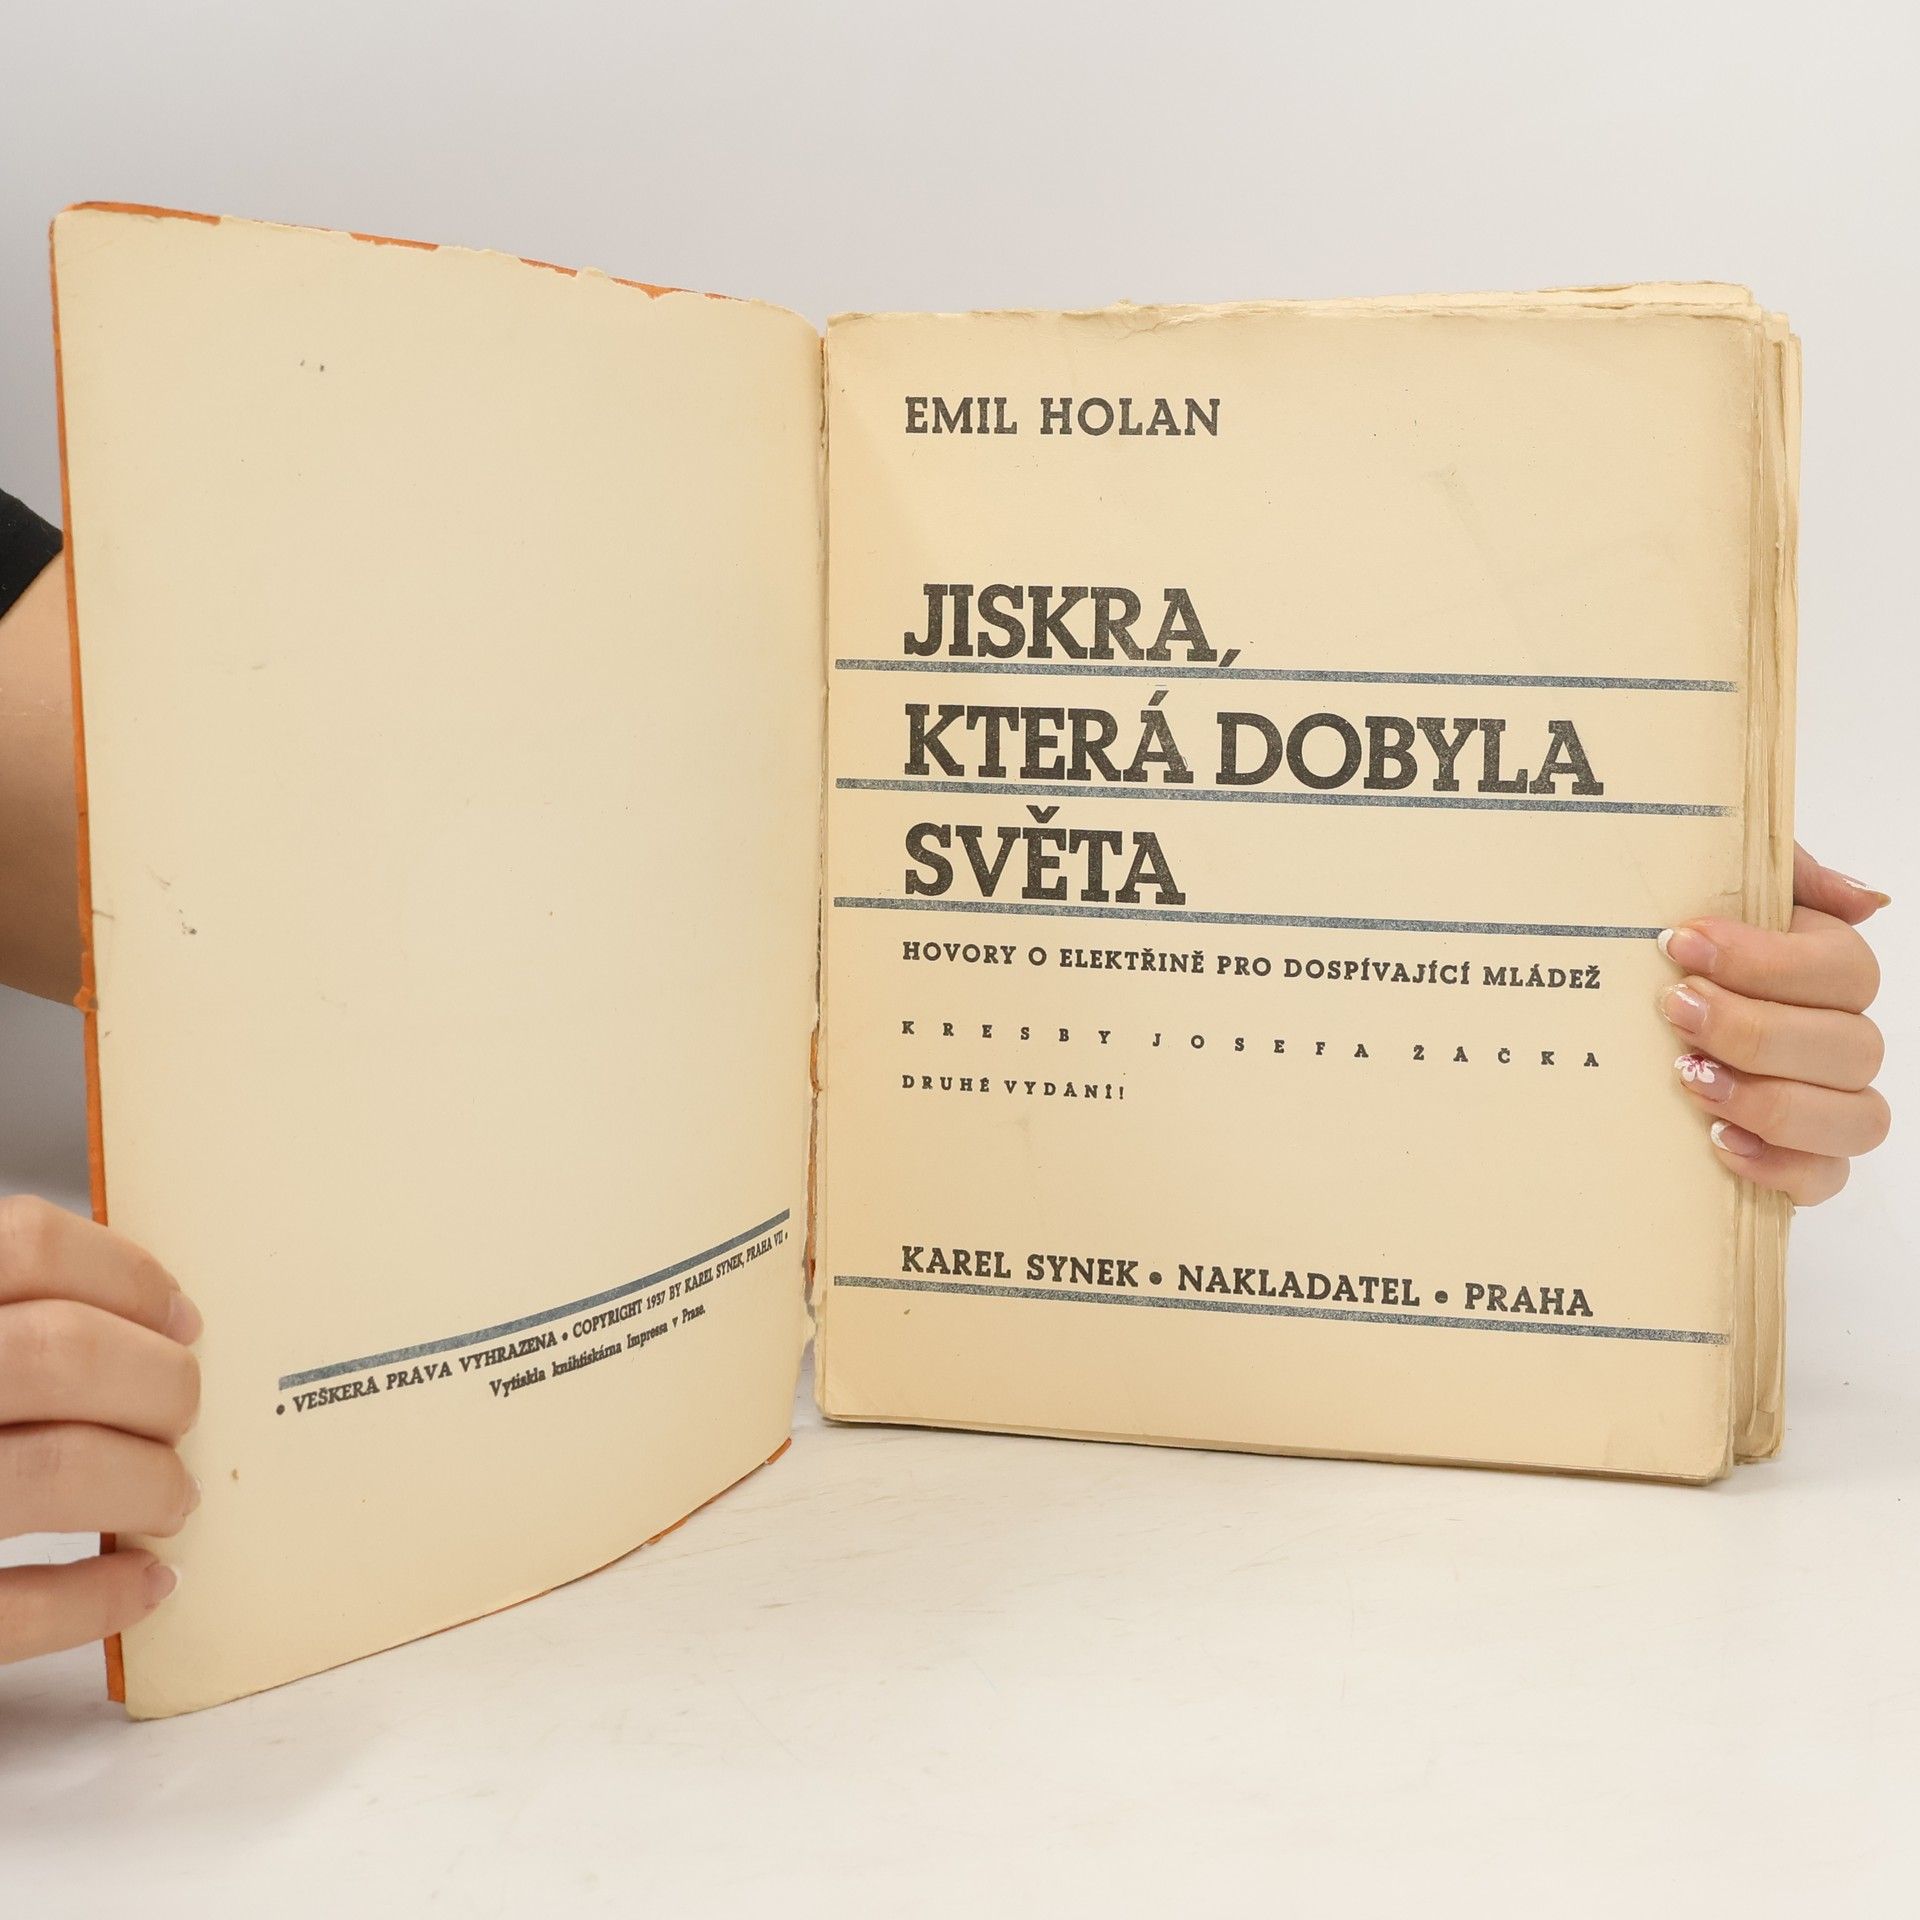 • VEŠKERÁ PRÁVA VYHRAZENA • COPYRIGHT 1937 BY KAREL SYNEK, PRAHA VII •
Vytiskla knihtiskárna Impressa v Praze.
EMIL HOLAN
JISKRA,
KTERÁ DOBYLA
SVĚTA
HOVORY O ELEKTŘINĚ PRO DOSPÍVAJÍCÍ MLÁDEŽ
KRESBY JOSEFA ŽÁČKA
DRUHÉ VYDÁNÍ!
KAREL SYNEK • NAKLADATEL • PRAHA